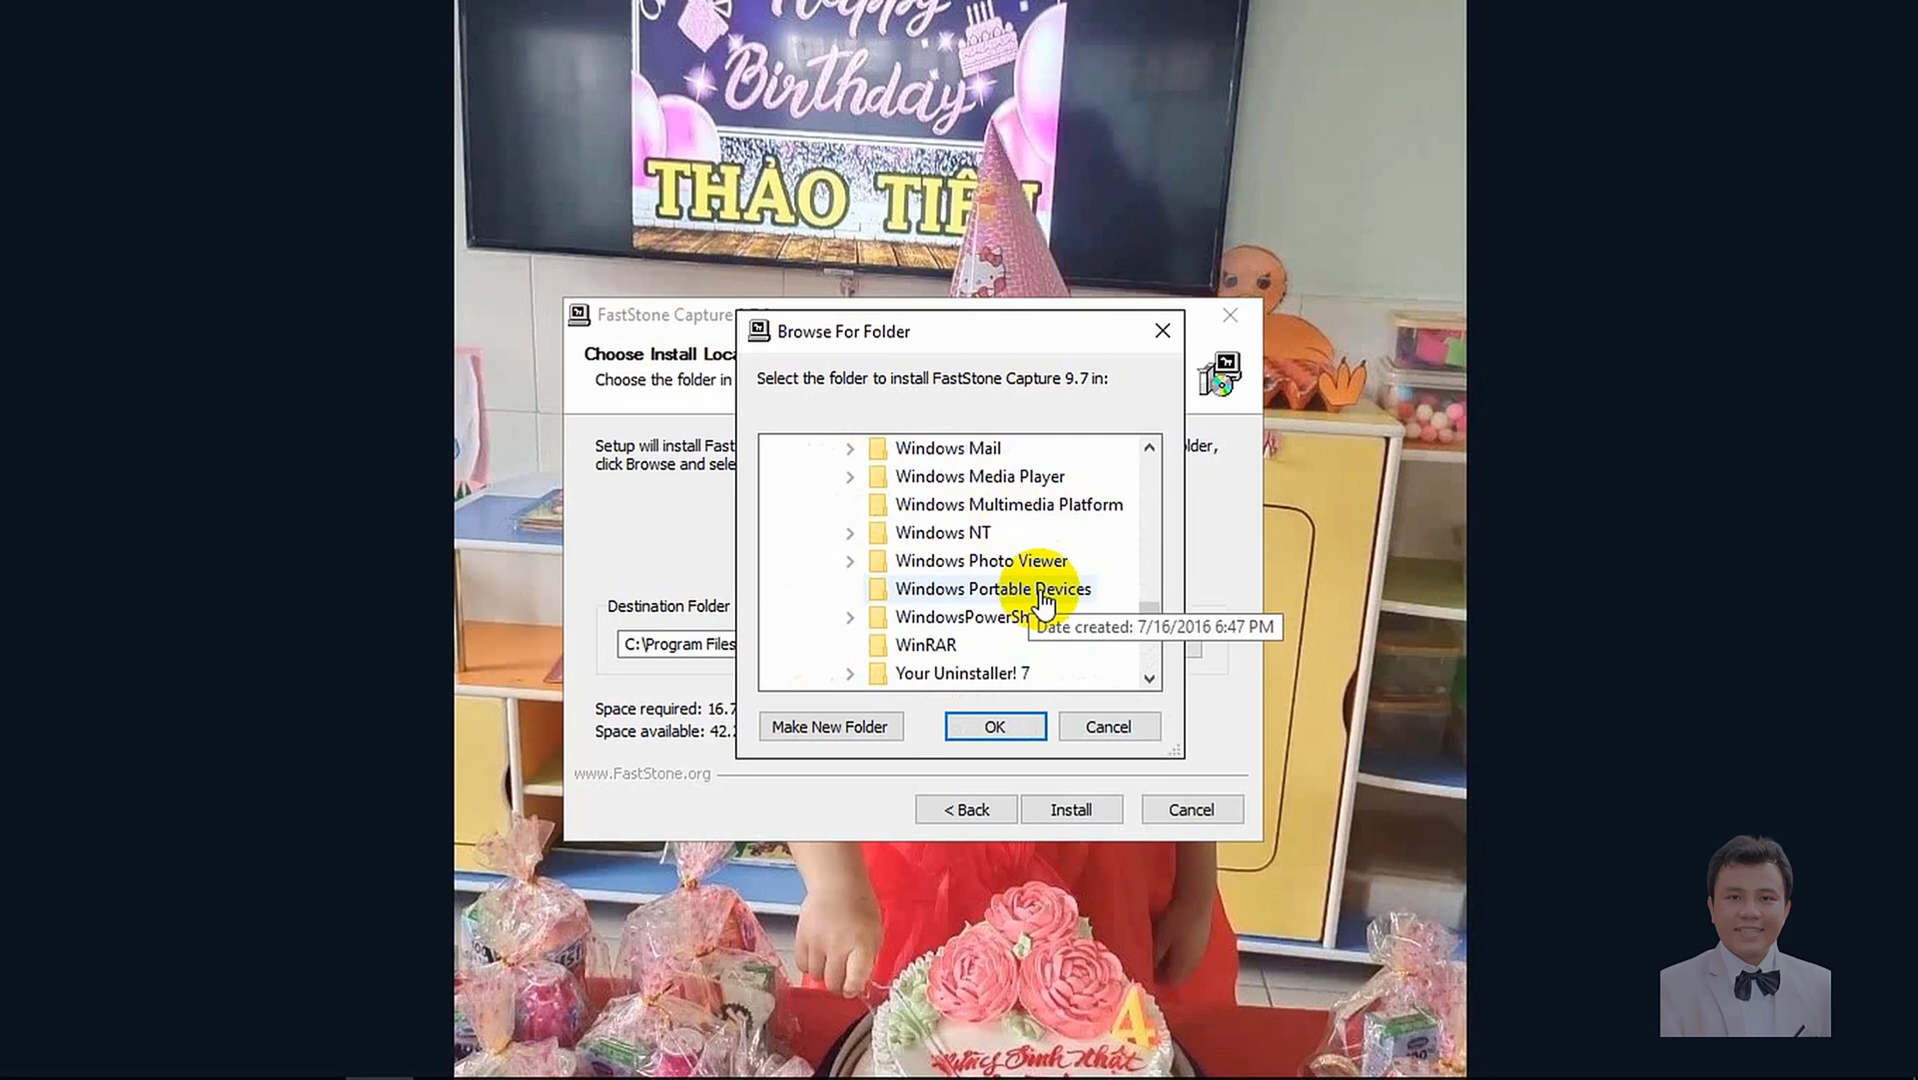 Happy
Birthday
THẢO TIÊN
FastStone Capture
Browse For Folder
Choose Install Loca
Choose the folder in
Select the folder to install FastStone Capture 9.7 in:
Setup will install Fast
older,
click Browse and sele
Windows Mail
Windows Media Player
Windows Multimedia Platform
Windows NT
Windows Photo Viewer
Windows Portable Devices
WindowsPowerSh
Date created: 7/16/2016 6:47 PM
WinRAR
Your Uninstaller! 7
Destination Folder
C:\Program Files
Space required: 16.7
Space available: 42.
Make New Folder
OK
Cancel
www.FastStone.org
< Back
Install
Cancel
4
Mừng Sinh Nhật